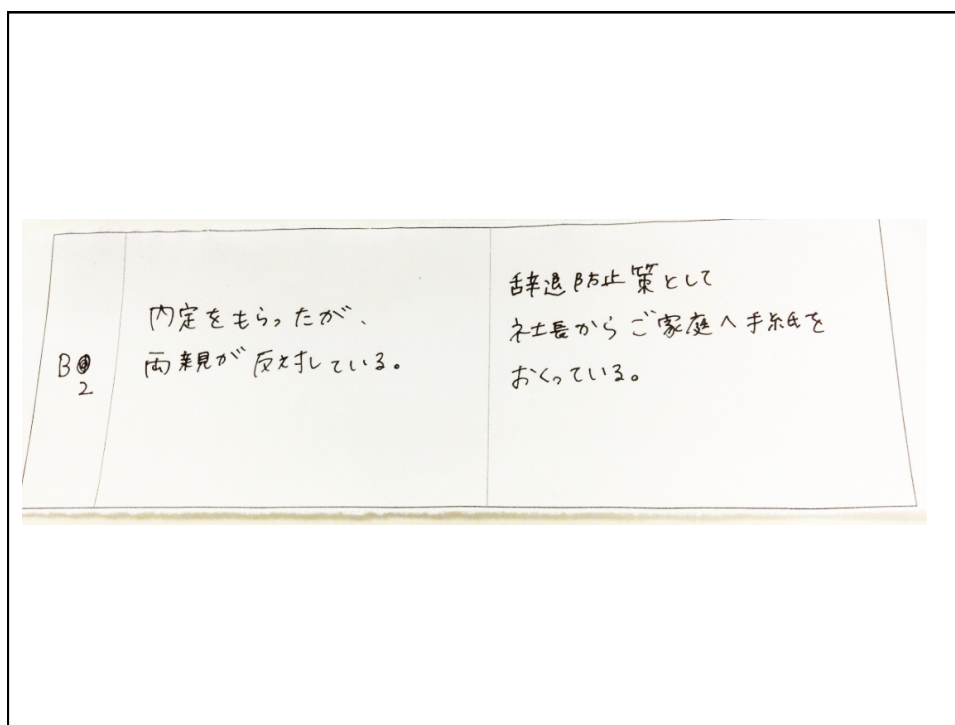 B
2
内定をもらったが、
両親が反対している。
辞退防止策として
社長からご家庭へ手紙を
おくっている。